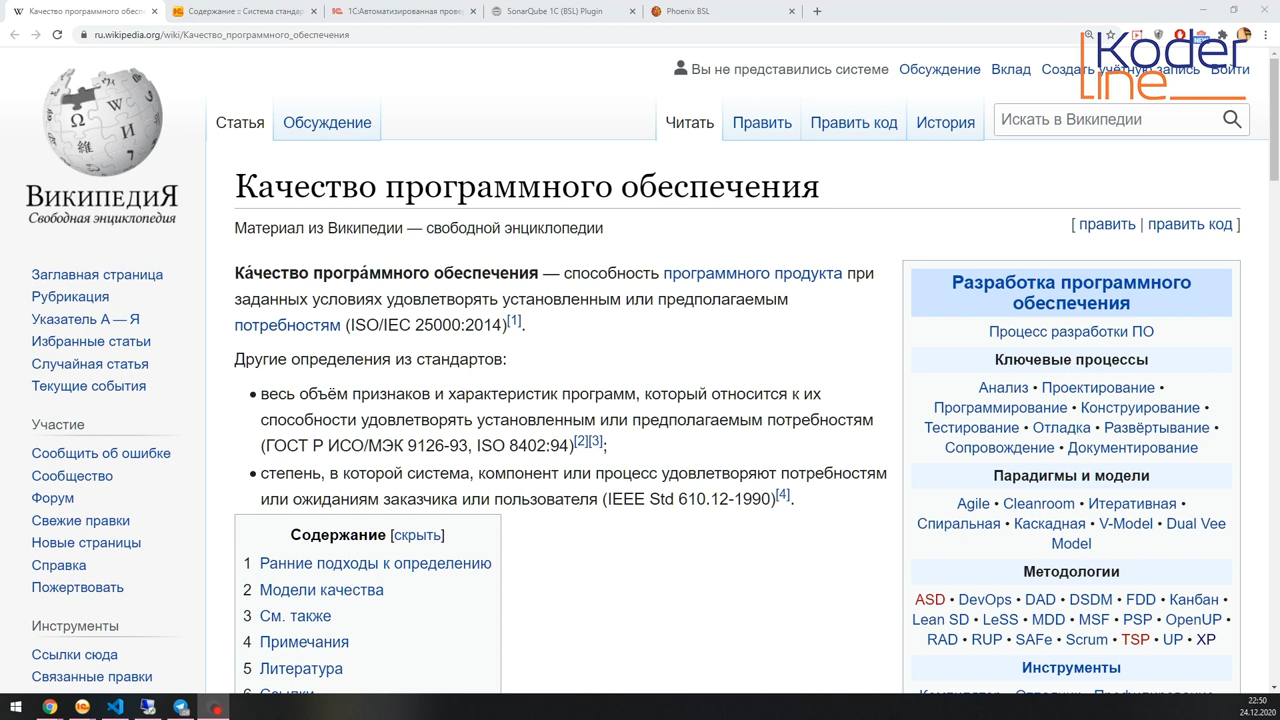 Качество программного обеспе
Содержание :: Система стандар
1С:Автоматизированная прове
SonarQube 1C (BSL) Plugin
Phoenix BSL
ru.wikipedia.org/wiki/Качество_программного_обеспечения
Koder
line
Вы не представились системе
Обсуждение
Вклад
Создать учётную запись
Войти
Статья
Обсуждение
Читать
Править
Править код
История
Искать в Википедии
ВикипедиЯ
Свободная энциклопедия
Качество программного обеспечения
Материал из Википедии — свободной энциклопедии
[ править | править код ]
Заглавная страница
Рубрикация
Указатель А — Я
Избранные статьи
Случайная статья
Текущие события
Участие
Сообщить об ошибке
Сообщество
Форум
Свежие правки
Новые страницы
Справка
Пожертвовать
Инструменты
Ссылки сюда
Связанные правки
Ка́чество програ́ммного обеспечения — способность программного продукта при
заданных условиях удовлетворять установленным или предполагаемым
потребностям (ISO/IEC 25000:2014)[1].
Другие определения из стандартов:
• весь объём признаков и характеристик программ, который относится к их
способности удовлетворять установленным или предполагаемым потребностям
(ГОСТ Р ИСО/МЭК 9126-93, ISO 8402:94)[2][3];
• степень, в которой система, компонент или процесс удовлетворяют потребностям
или ожиданиям заказчика или пользователя (IEEE Std 610.12-1990)[4].
Содержание [скрыть]
1 Ранние подходы к определению
2 Модели качества
3 См. также
4 Примечания
5 Литература
6 Ссылки
Разработка программного
обеспечения
Процесс разработки ПО
Ключевые процессы
Анализ • Проектирование •
Программирование • Конструирование •
Тестирование • Отладка • Развёртывание •
Сопровождение • Документирование
Парадигмы и модели
Agile • Cleanroom • Итеративная •
Спиральная • Каскадная • V-Model • Dual Vee
Model
Методологии
ASD • DevOps • DAD • DSDM • FDD • Канбан •
Lean SD • LeSS • MDD • MSF • PSP • OpenUP •
RAD • RUP • SAFe • Scrum • TSP • UP • XP
Инструменты
Компилятор • Отладчик • Профилирование
22:50
24.12.2020